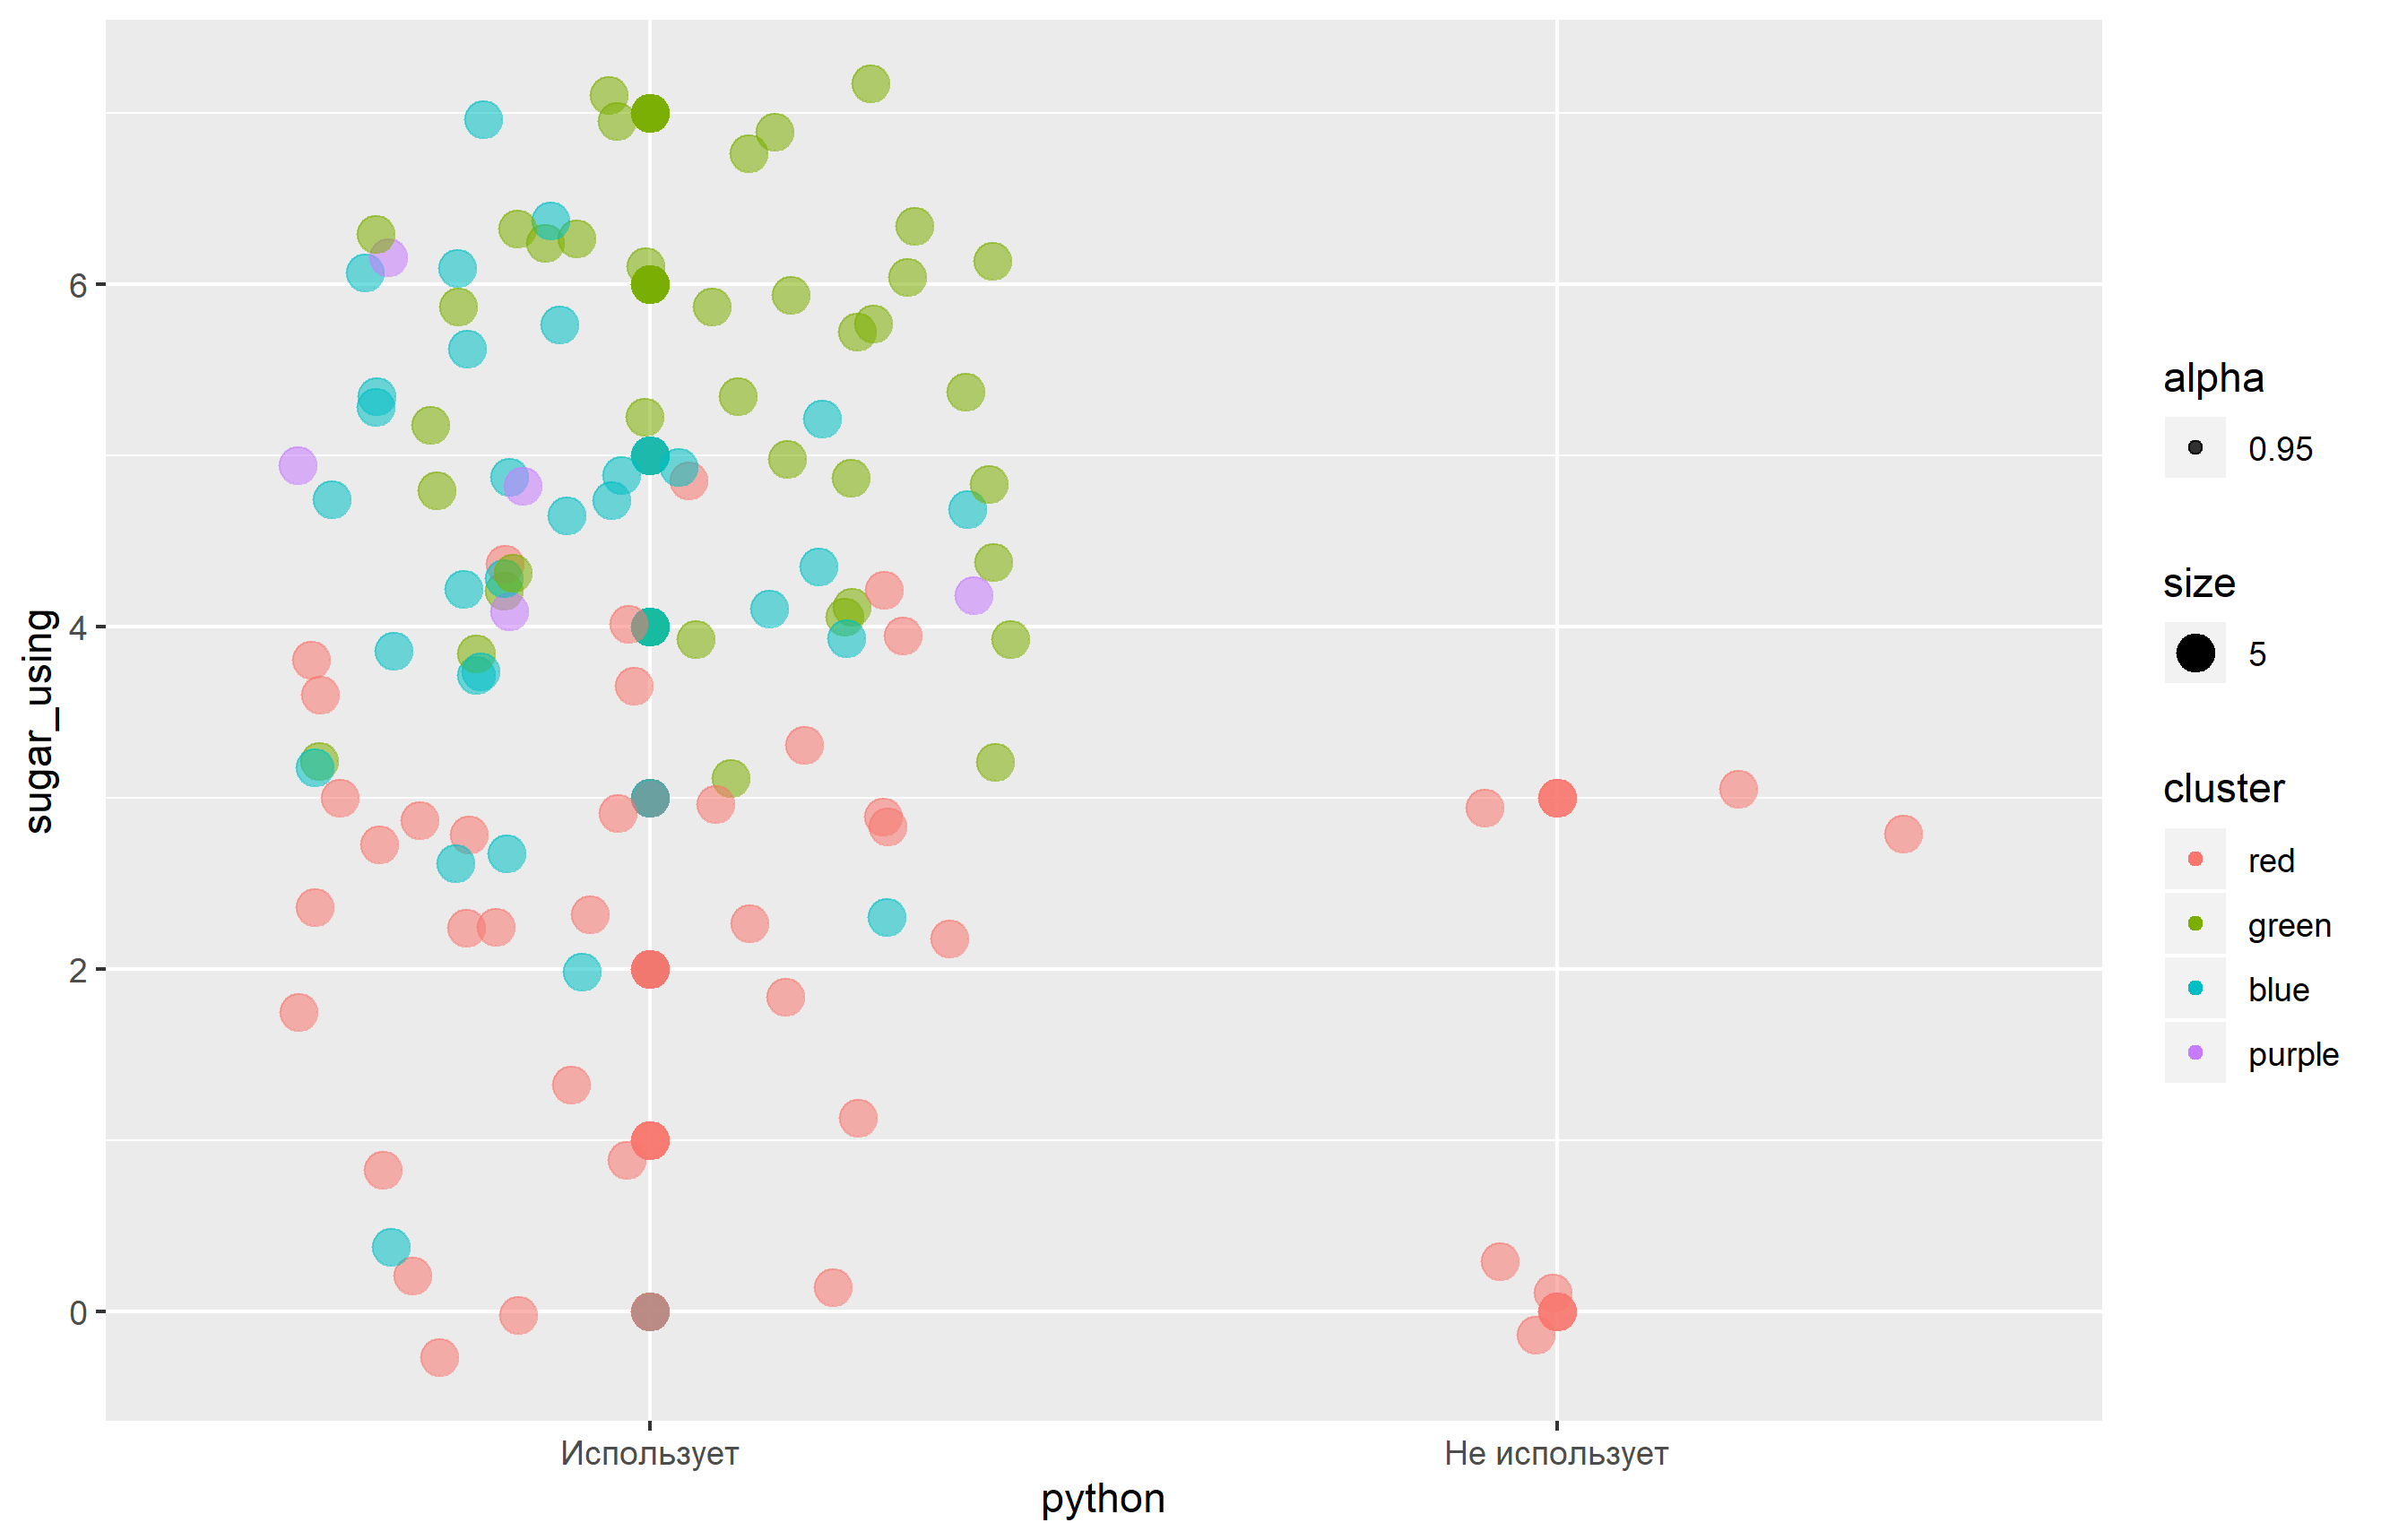 sugar_using
6
4
2
0
Использует
Не использует
python
alpha
0.95
size
5
cluster
red
green
blue
purple